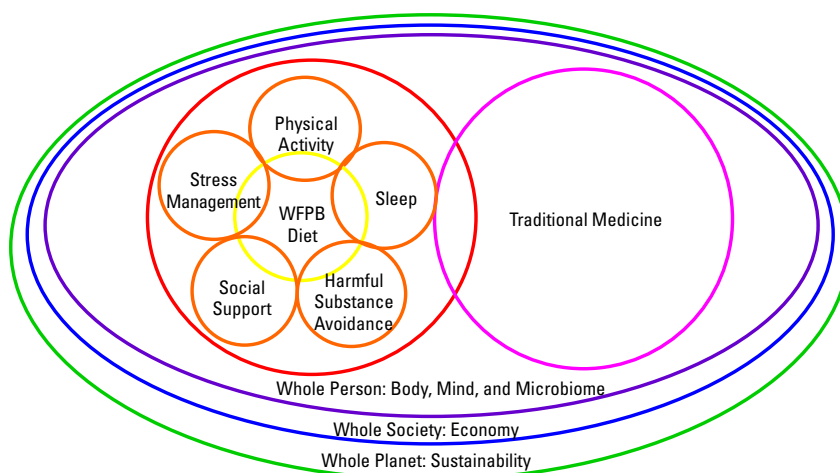 Physical
Activity
Stress
Management
Sleep
WFPB
Diet
Traditional Medicine
Social
Support
Harmful
Substance
Avoidance
Whole Person: Body, Mind, and Microbiome
Whole Society: Economy
Whole Planet: Sustainability